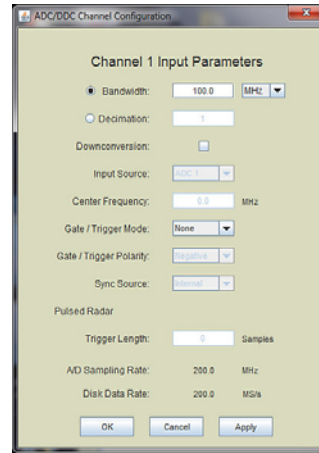 ADC/DDC Channel Configuration
Channel 1 Input Parameters
Bandwidth: 100.0 MHz
Decimation: 1
Downconversion:
Input Source: ADC 1
Center Frequency: 0.0 MHz
Gate / Trigger Mode: None
Gate / Trigger Polarity: Negative
Sync Source: Internal
Pulsed Radar
Trigger Length: 0 Samples
A/D Sampling Rate: 200.0 MHz
Disk Data Rate: 200.0 MS/s
OK Cancel Apply